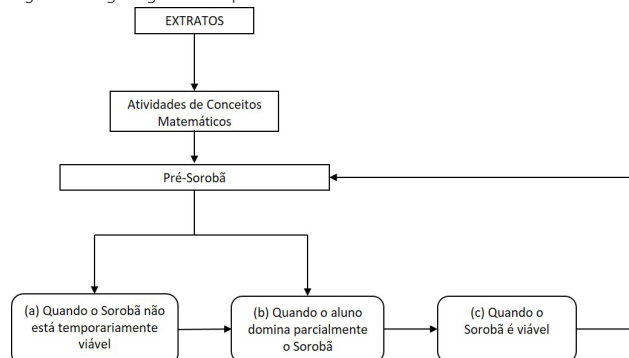 EXTRATOS
Atividades de Conceitos
Matemáticos
Pré-Sorobã
(a) Quando o Sorobã não
está temporariamente
viável
(b) Quando o aluno
domina parcialmente
o Sorobã
(c) Quando o
Sorobã é viável